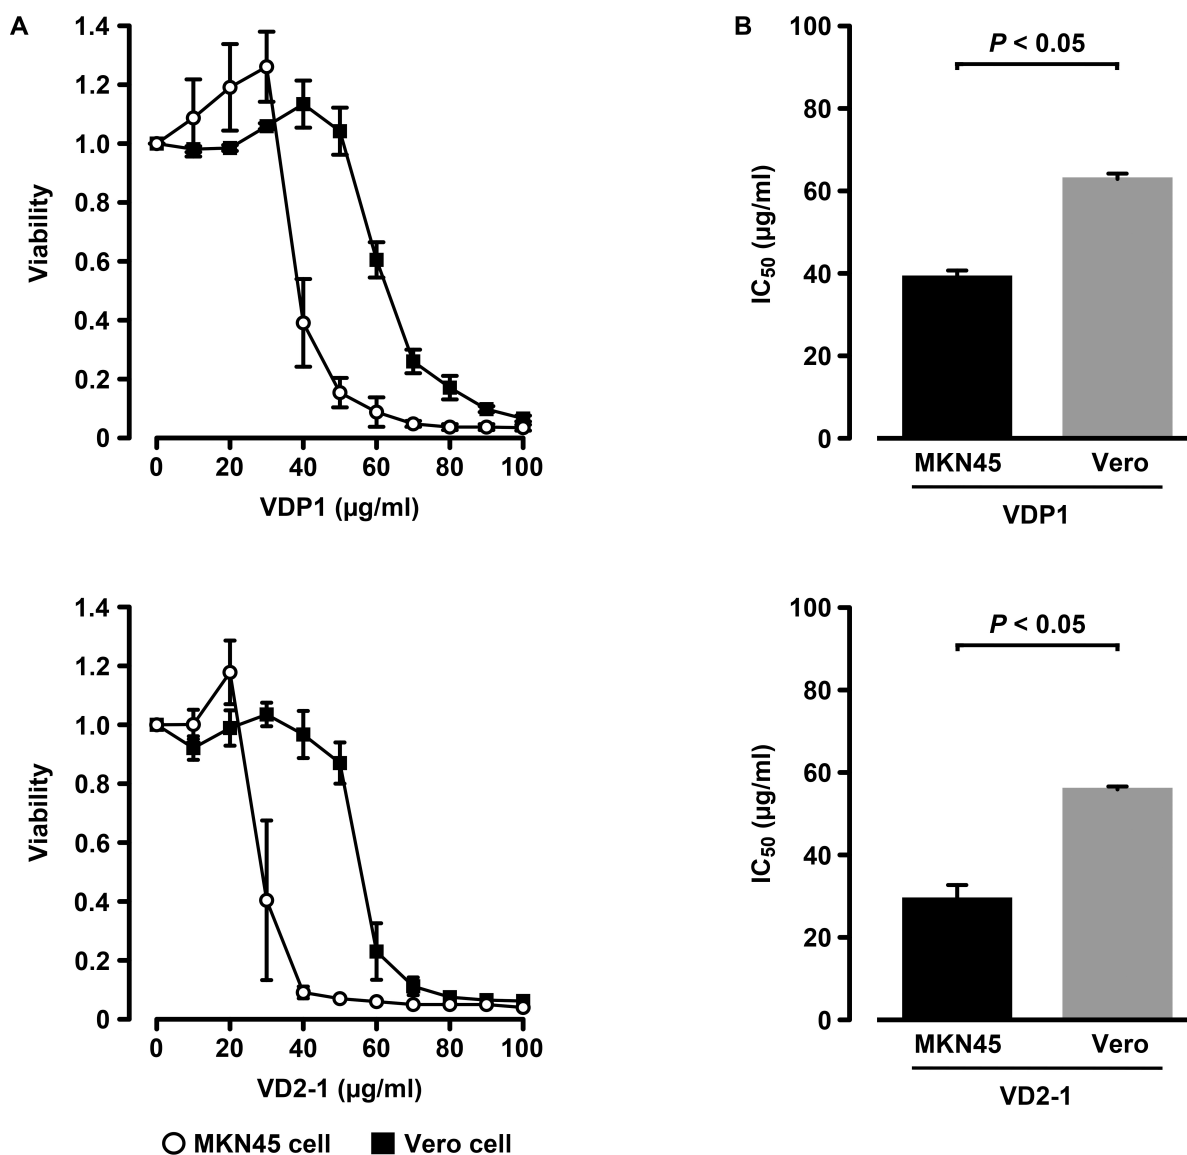 A
1.4
1.2
1.0
0.8
0.6
0.4
0.2
0
Viability
0 20 40 60 80 100
VDP1 (µg/ml)
B
100
80
60
40
20
0
IC50 (µg/ml)
P < 0.05
MKN45 Vero
VDP1
1.4
1.2
1.0
0.8
0.6
0.4
0.2
0
Viability
0 20 40 60 80 100
VD2-1 (µg/ml)
100
80
60
40
20
0
IC50 (µg/ml)
P < 0.05
MKN45 Vero
VD2-1
MKN45 cell Vero cell